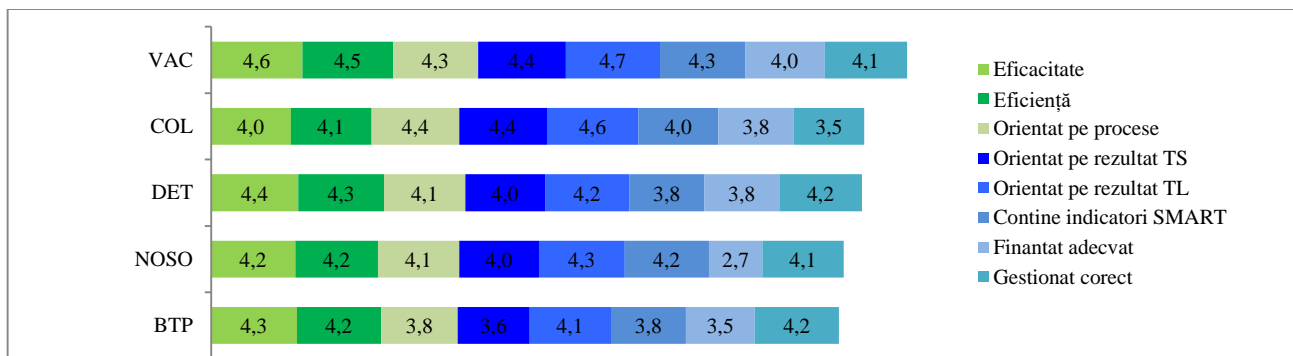 VAC 4,6 4,5 4,3 4,4 4,7 4,3 4,0 4,1
COL 4,0 4,1 4,4 4,4 4,6 4,0 3,8 3,5
DET 4,4 4,3 4,1 4,0 4,2 3,8 3,8 4,2
NOSO 4,2 4,2 4,1 4,0 4,3 4,2 2,7 4,1
BTP 4,3 4,2 3,8 3,6 4,1 3,8 3,5 4,2
Eficacitate
Eficiență
Orientat pe procese
Orientat pe rezultat TS
Orientat pe rezultat TL
Contine indicatori SMART
Finantat adecvat
Gestionat corect